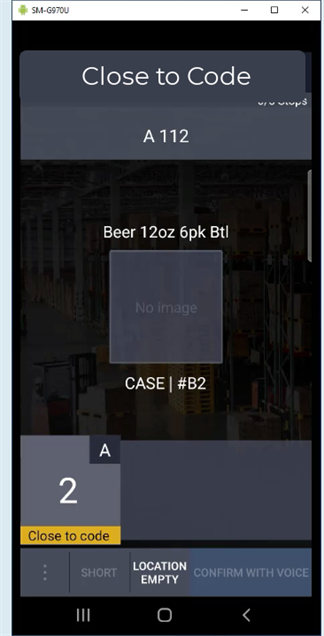 SM-G970U
Close to Code
Stops
A 112
Beer 12oz 6pk Btl
No image
CASE | #B2
A
2
Close to code
SHORT
LOCATION
EMPTY
CONFIRM WITH VOICE